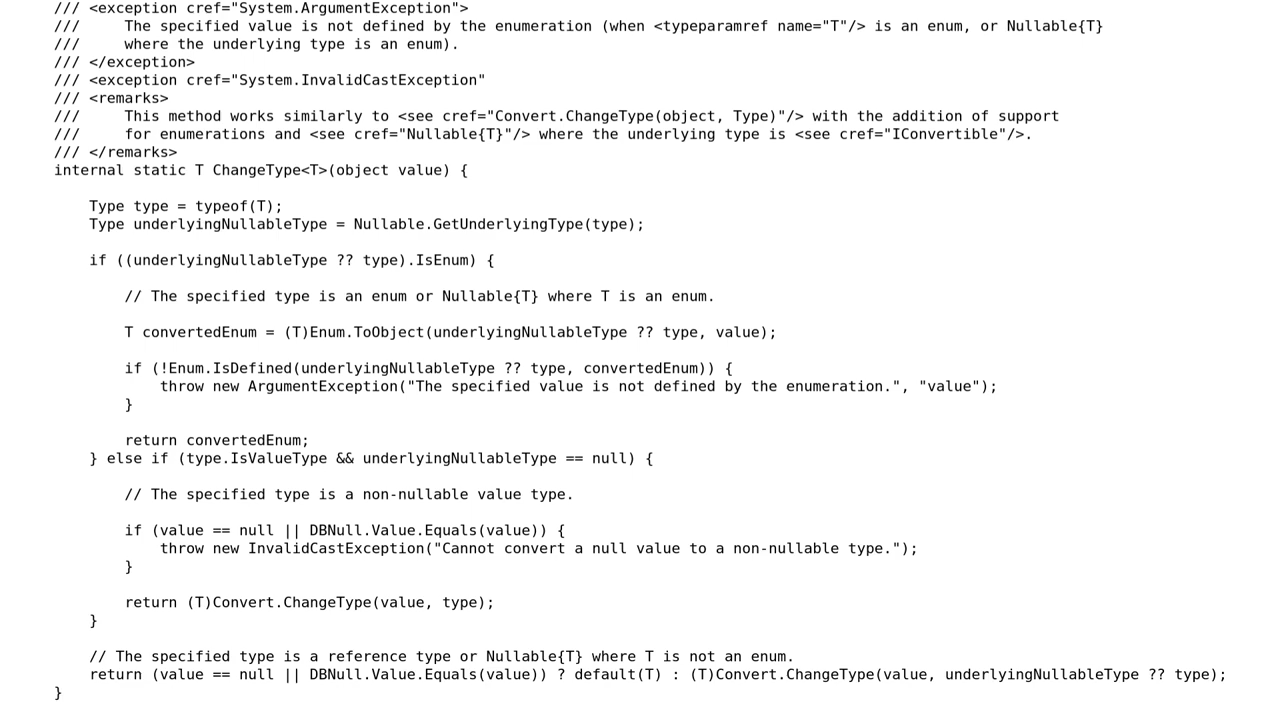 /// <exception cref="System.ArgumentException">
///     The specified value is not defined by the enumeration (when <typeparamref name="T"/> is an enum, or Nullable{T}
///     where the underlying type is an enum).
/// </exception>
/// <exception cref="System.InvalidCastException"
/// <remarks>
///     This method works similarly to <see cref="Convert.ChangeType(object, Type)"/> with the addition of support
///     for enumerations and <see cref="Nullable{T}"/> where the underlying type is <see cref="IConvertible"/>.
/// </remarks>
internal static T ChangeType<T>(object value) {
    Type type = typeof(T);
    Type underlyingNullableType = Nullable.GetUnderlyingType(type);
    if ((underlyingNullableType ?? type).IsEnum) {
        // The specified type is an enum or Nullable{T} where T is an enum.
        T convertedEnum = (T)Enum.ToObject(underlyingNullableType ?? type, value);
        if (!Enum.IsDefined(underlyingNullableType ?? type, convertedEnum)) {
            throw new ArgumentException("The specified value is not defined by the enumeration.", "value");
        }
        return convertedEnum;
    } else if (type.IsValueType && underlyingNullableType == null) {
        // The specified type is a non-nullable value type.
        if (value == null || DBNull.Value.Equals(value)) {
            throw new InvalidCastException("Cannot convert a null value to a non-nullable type.");
        }
        return (T)Convert.ChangeType(value, type);
    }
    // The specified type is a reference type or Nullable{T} where T is not an enum.
    return (value == null || DBNull.Value.Equals(value)) ? default(T) : (T)Convert.ChangeType(value, underlyingNullableType ?? type);
}